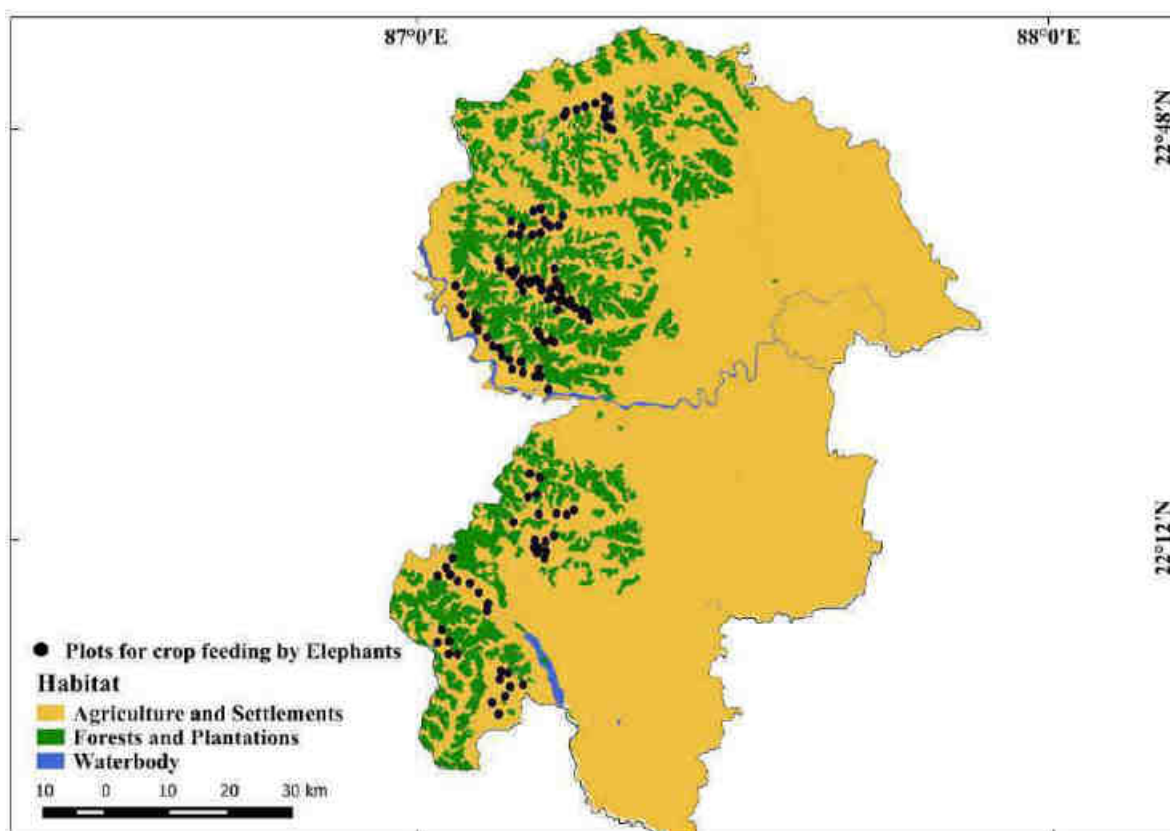 87°0'E
88°0'E
22°48'N
22°12'N
Plots for crop feeding by Elephants
Habitat
Agriculture and Settlements
Forests and Plantations
Waterbody
10 0 10 20 30 km